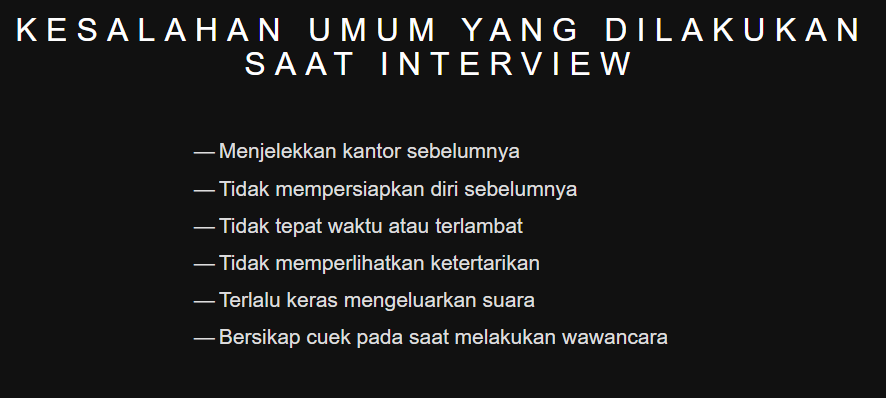 KESALAHAN UMUM YANG DILAKUKAN
SAAT INTERVIEW
— Menjelekkan kantor sebelumnya
— Tidak mempersiapkan diri sebelumnya
— Tidak tepat waktu atau terlambat
— Tidak memperlihatkan ketertarikan
— Terlalu keras mengeluarkan suara
— Bersikap cuek pada saat melakukan wawancara